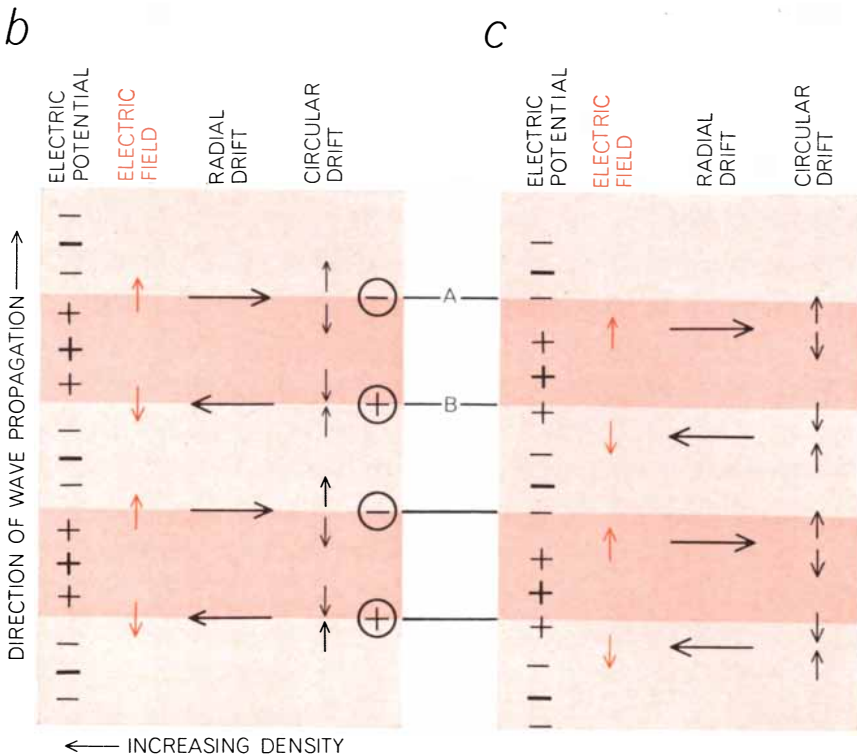 b
c
ELECTRIC
POTENTIAL
ELECTRIC
FIELD
RADIAL
DRIFT
CIRCULAR
DRIFT
ELECTRIC
POTENTIAL
ELECTRIC
FIELD
RADIAL
DRIFT
CIRCULAR
DRIFT
DIRECTION OF WAVE PROPAGATION →
A
B
← INCREASING DENSITY